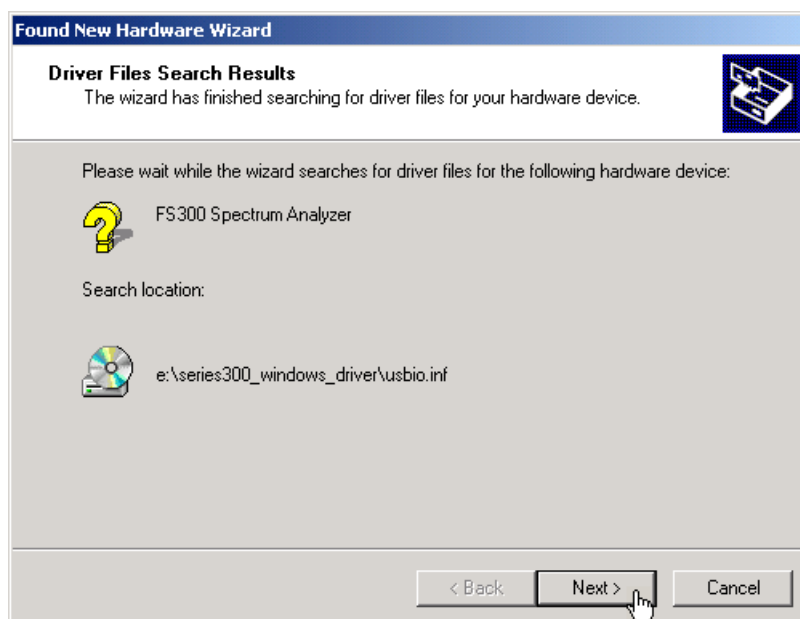 Found New Hardware Wizard
Driver Files Search Results
The wizard has finished searching for driver files for your hardware device.
Please wait while the wizard searches for driver files for the following hardware device:
FS300 Spectrum Analyzer
Search location:
e:\series300_windows_driver\usbio.inf
< Back
Next >
Cancel